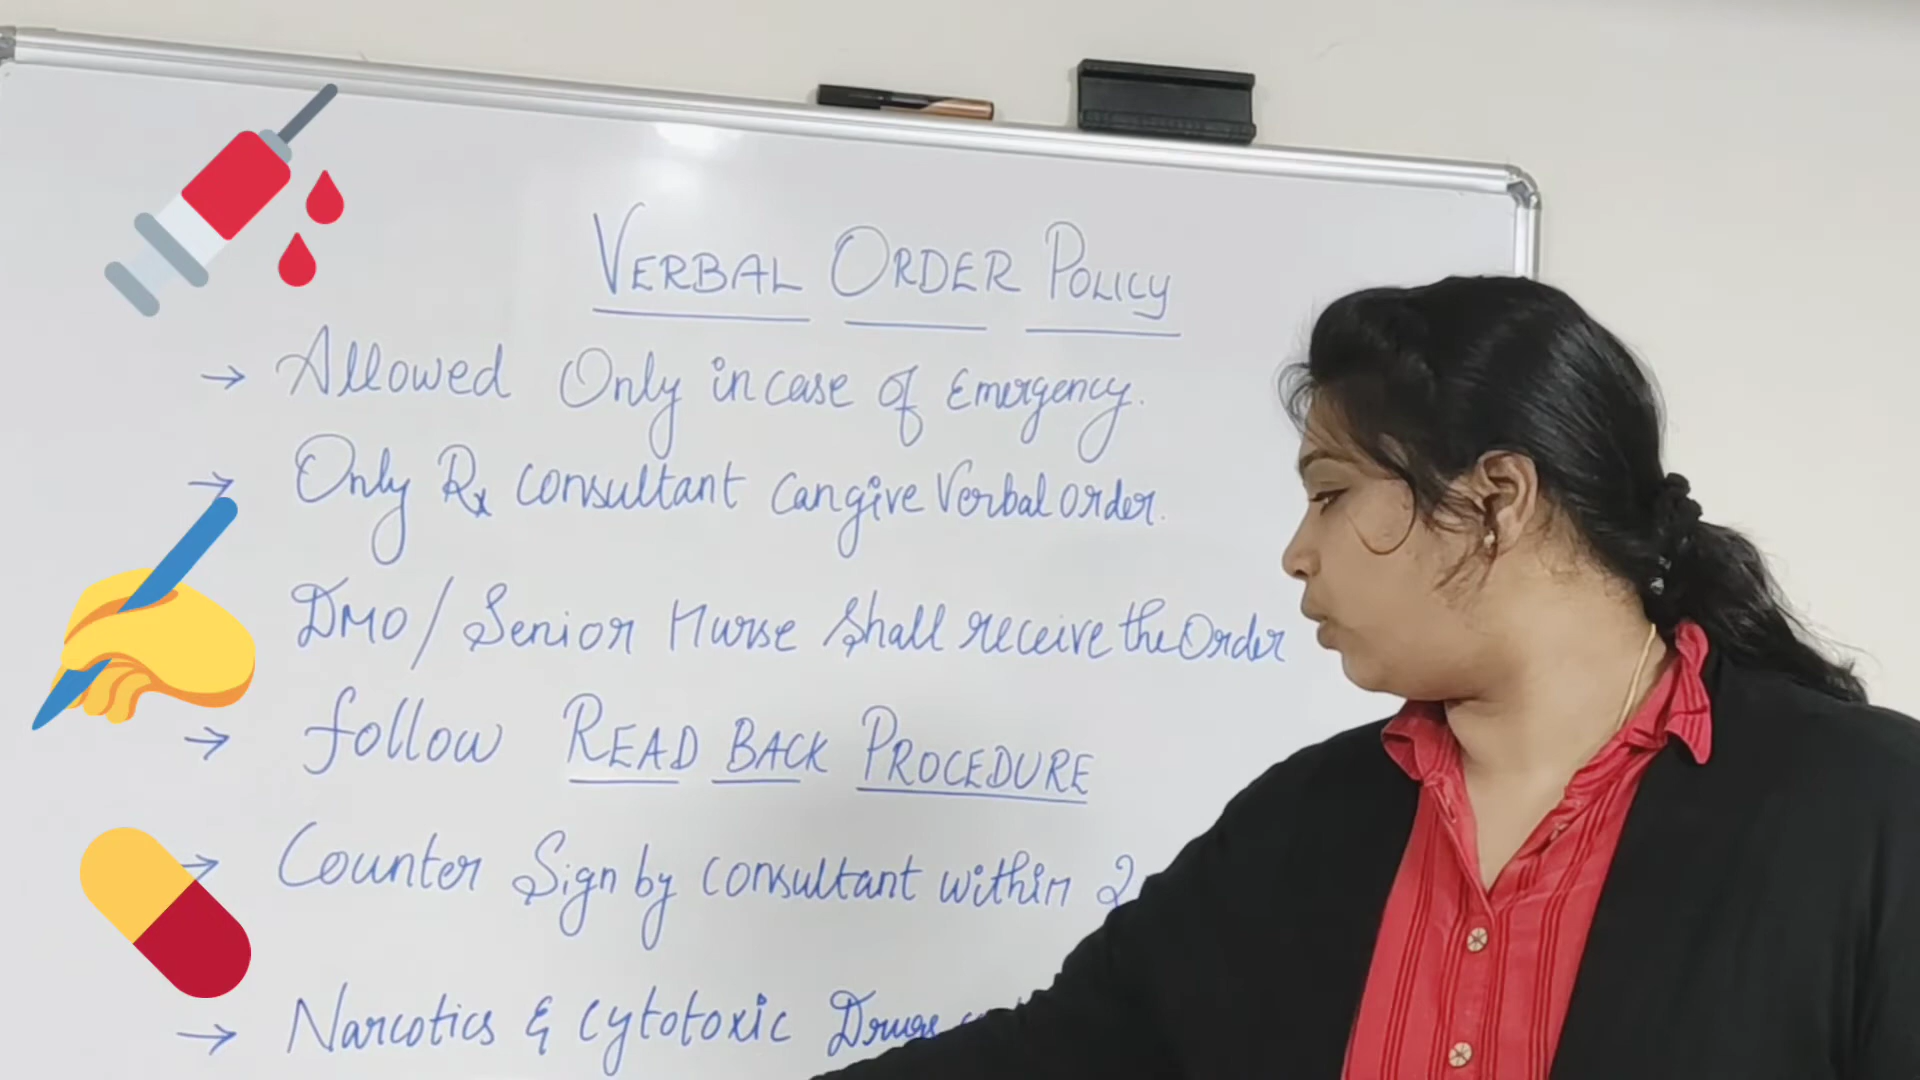 VERBAL ORDER POLICY
→ Allowed Only in case of Emergency.
→ Only Rx consultant can give Verbal order.
DMO / Senior Nurse shall receive the Order
→ follow READ BACK PROCEDURE
→ Counter Sign by consultant within 2
→ Narcotics & Cytotoxic Drugs